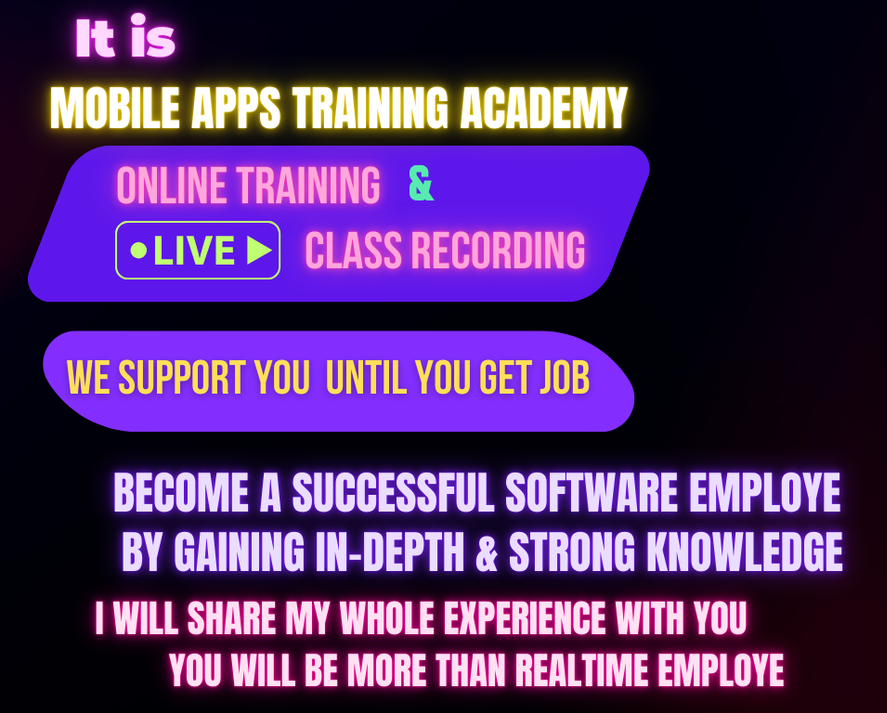 It is
MOBILE APPS TRAINING ACADEMY
ONLINE TRAINING &
LIVE CLASS RECORDING
WE SUPPORT YOU UNTIL YOU GET JOB
BECOME A SUCCESSFUL SOFTWARE EMPLOYE
BY GAINING IN-DEPTH & STRONG KNOWLEDGE
I WILL SHARE MY WHOLE EXPERIENCE WITH YOU
YOU WILL BE MORE THAN REALTIME EMPLOYE